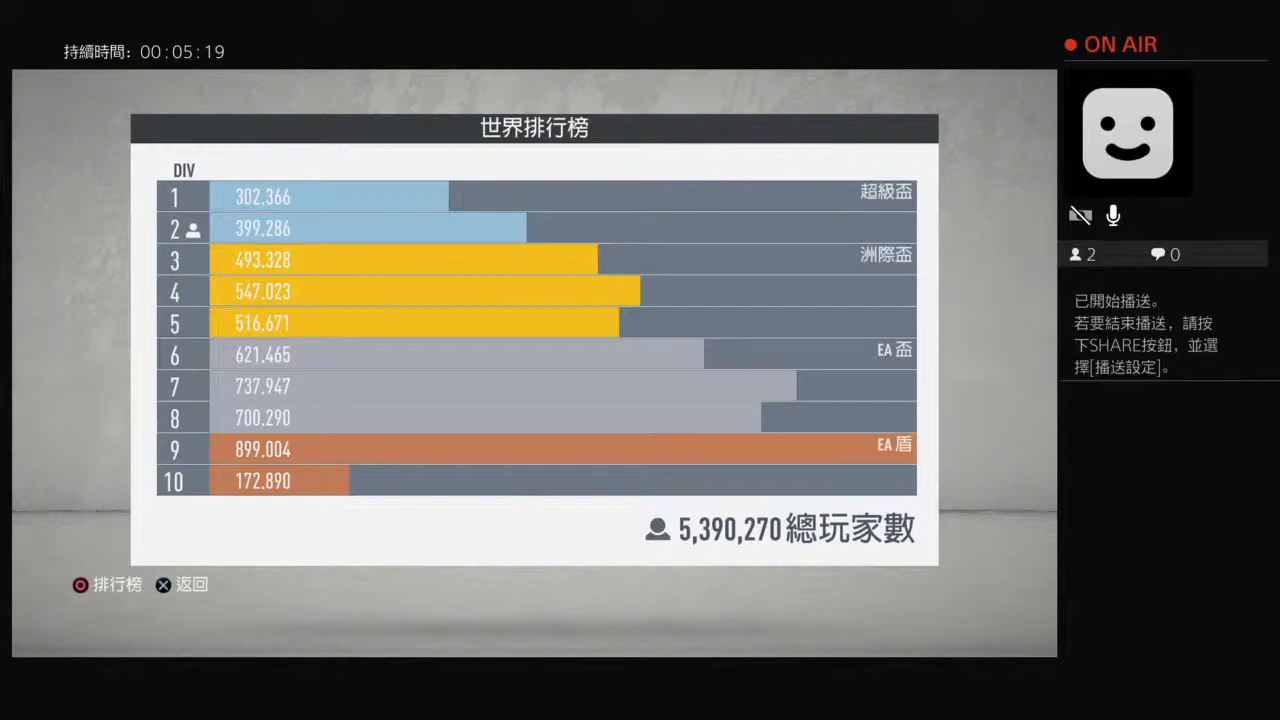 持續時間: 00:05:19
ON AIR
世界排行榜
DIV
1 302.366 超級盃
2 399.286
3 493.328 洲際盃
4 547.023
5 516.671
6 621.465 EA 盃
7 737.947
8 700.290
9 899.004 EA 盾
10 172.890
5,390,270 總玩家數
排行榜 返回
2 0
已開始播送。
若要結束播送，請按
下SHARE按鈕，並選
擇[播送設定]。